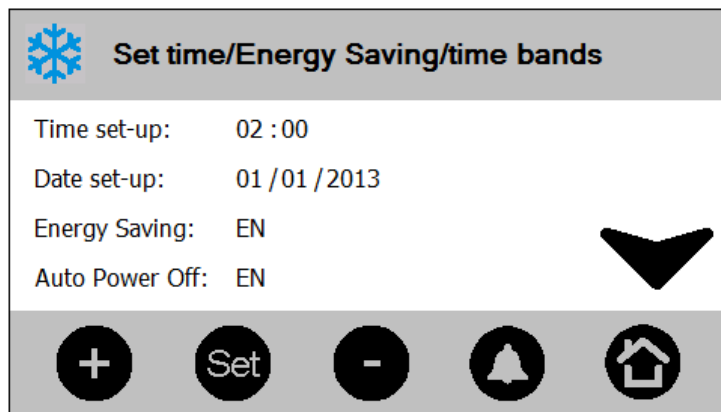 Set time/Energy Saving/time bands
Time set-up: 02 : 00
Date set-up: 01 / 01 / 2013
Energy Saving: EN
Auto Power Off: EN
+ Set -